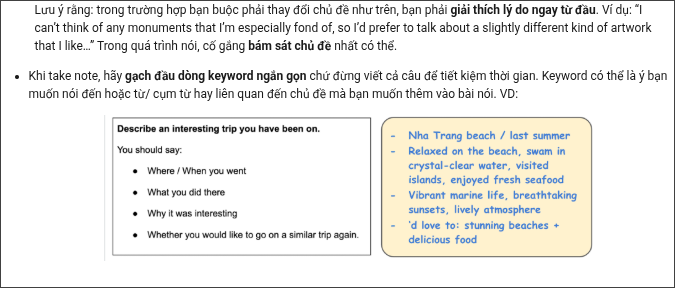 Lưu ý rằng: trong trường hợp bạn buộc phải thay đổi chủ đề như trên, bạn phải giải thích lý do ngay từ đầu. Ví dụ: “I
can’t think of any monuments that I’m especially fond of, so I’d prefer to talk about a slightly different kind of artwork
that I like…” Trong quá trình nói, cố gắng bám sát chủ đề nhất có thể.
• Khi take note, hãy gạch đầu dòng keyword ngắn gọn chứ đừng viết cả câu để tiết kiệm thời gian. Keyword có thể là ý bạn
muốn nói đến hoặc từ/ cụm từ hay liên quan đến chủ đề mà bạn muốn thêm vào bài nói. VD:
Describe an interesting trip you have been on.
You should say:
• Where / When you went
• What you did there
• Why it was interesting
• Whether you would like to go on a similar trip again.
- Nha Trang beach / last summer
- Relaxed on the beach, swam in
crystal-clear water, visited
islands, enjoyed fresh seafood
- Vibrant marine life, breathtaking
sunsets, lively atmosphere
- 'd love to: stunning beaches +
delicious food